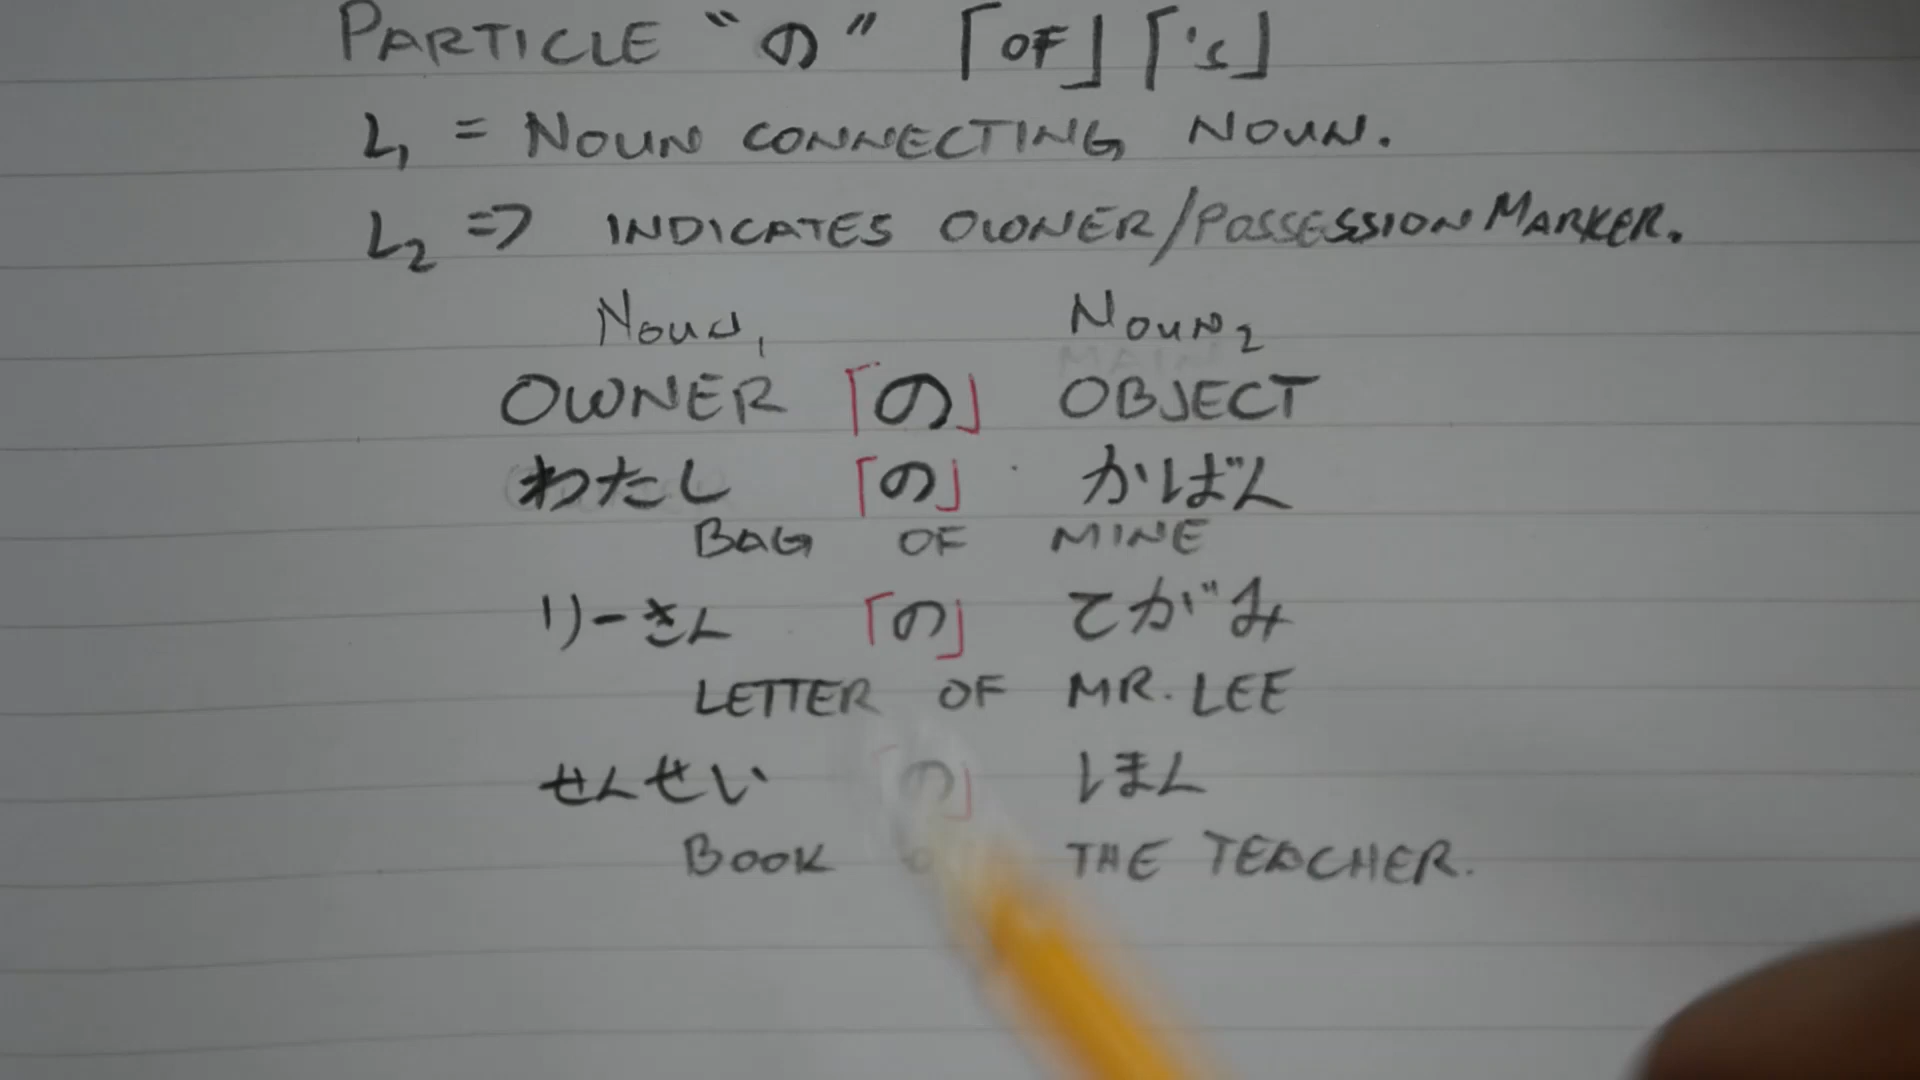 PARTICLE “の” 「OF」「's」
L1 = NOUN CONNECTING NOUN.
L2 => INDICATES OWNER/POSSESSION MARKER.
NOUN1 NOUN2
OWNER 「の」 OBJECT
わたし 「の」 かばん
BAG OF MINE
りーさん 「の」 てがみ
LETTER OF MR. LEE
せんせい 「の」 ほん
BOOK THE TEACHER.